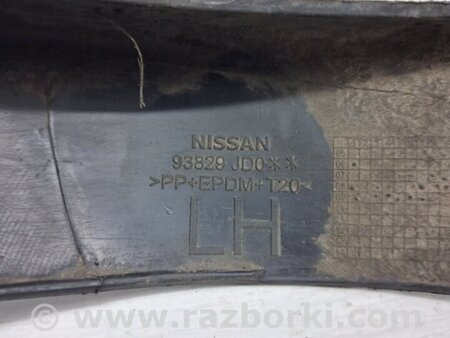 NISSAN
93829 JD0**
>PP+EPDM+T20<
LH
www.razborki.com